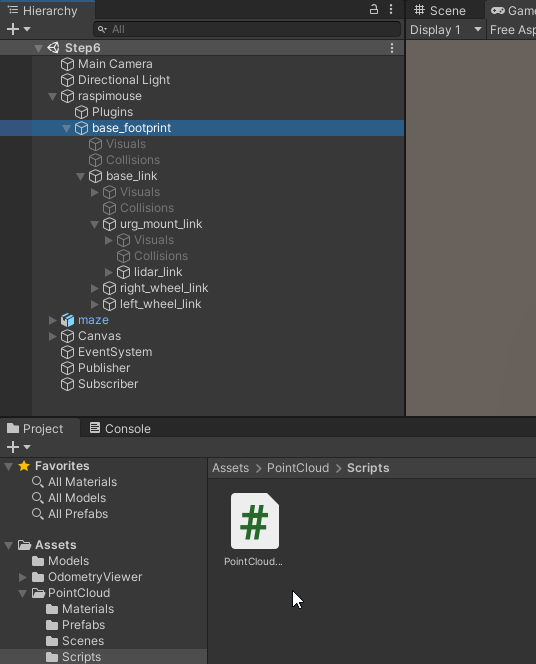 Hierarchy
All
Step6
Main Camera
Directional Light
raspimouse
Plugins
base_footprint
Visuals
Collisions
base_link
Visuals
Collisions
urg_mount_link
Visuals
Collisions
lidar_link
right_wheel_link
left_wheel_link
maze
Canvas
EventSystem
Publisher
Subscriber
Scene Game
Display 1 Free Asp
Project Console
Favorites
All Materials
All Models
All Prefabs
Assets
Models
OdometryViewer
PointCloud
Materials
Prefabs
Scenes
Scripts
Assets > PointCloud > Scripts
#
PointCloud...